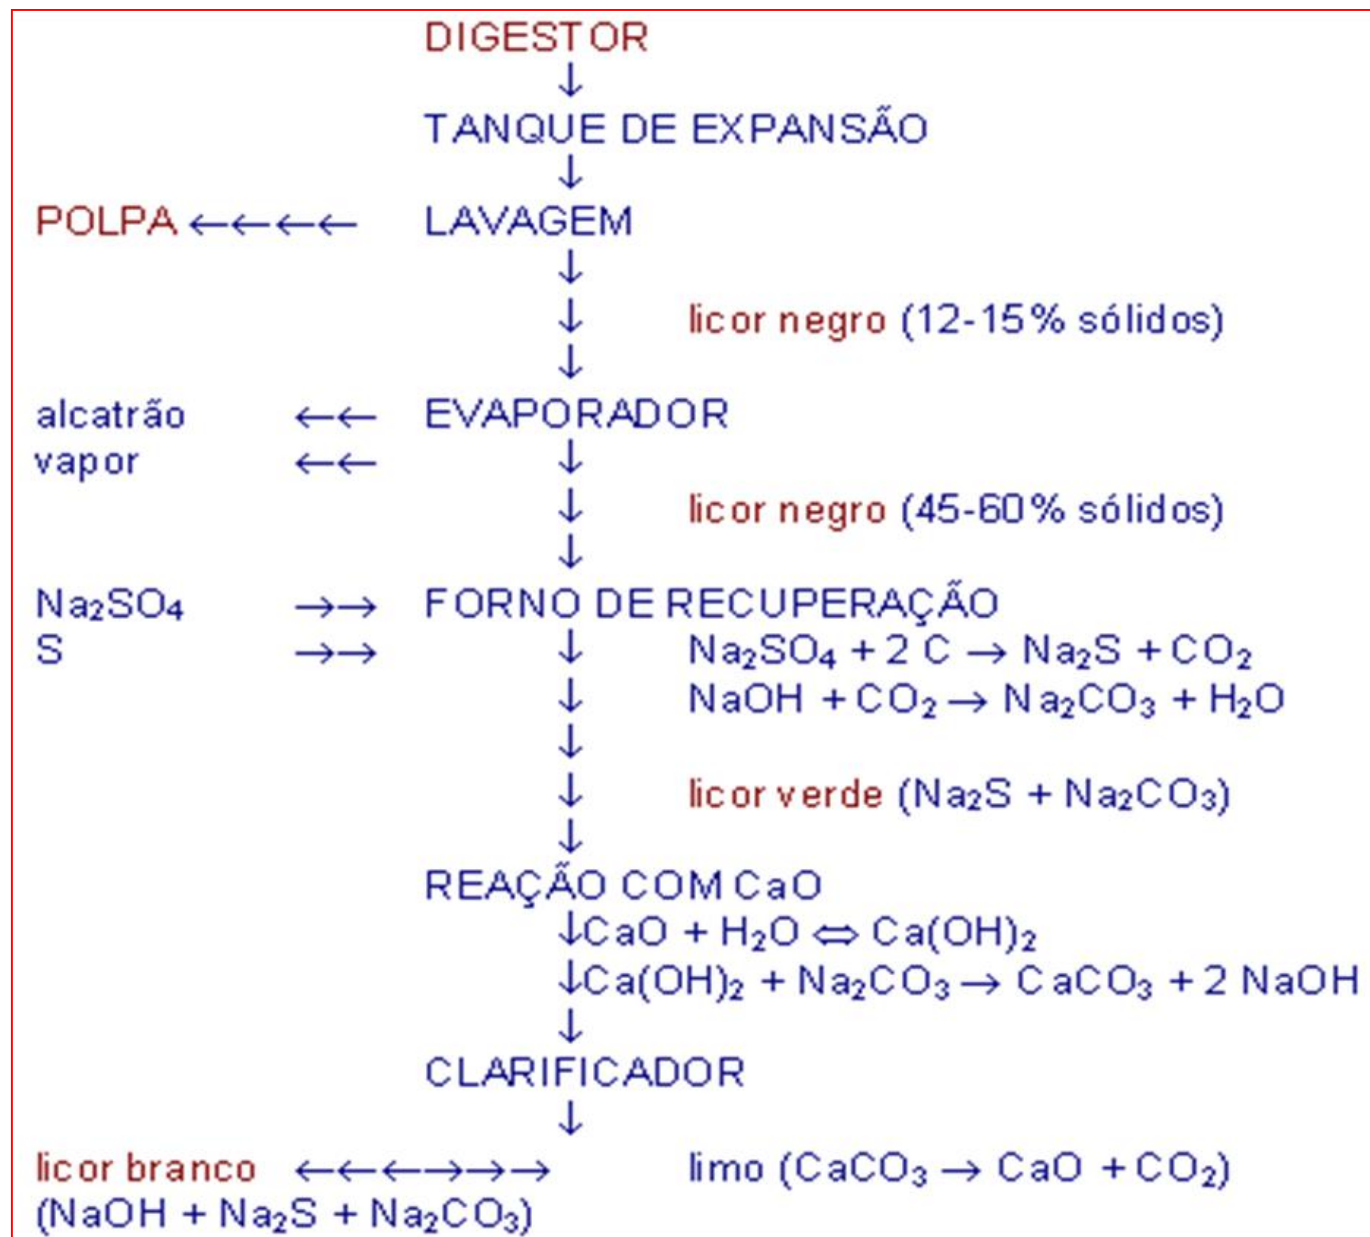 DIGESTOR
↓
TANQUE DE EXPANSÃO
↓
POLPA ←←←← LAVAGEM
↓
↓ licor negro (12-15% sólidos)
↓
alcatrão ←← EVAPORADOR
vapor ←← ↓
↓ licor negro (45-60% sólidos)
↓
Na₂SO₄ →→ FORNO DE RECUPERAÇÃO
S →→ ↓ Na₂SO₄ + 2 C → Na₂S + CO₂
↓ NaOH + CO₂ → Na₂CO₃ + H₂O
↓
↓ licor verde (Na₂S + Na₂CO₃)
↓
REAÇÃO COM CaO
↓CaO + H₂O ⇔ Ca(OH)₂
↓Ca(OH)₂ + Na₂CO₃ → CaCO₃ + 2 NaOH
↓
CLARIFICADOR
↓
licor branco ←←←→→→ limo (CaCO₃ → CaO + CO₂)
(NaOH + Na₂S + Na₂CO₃)